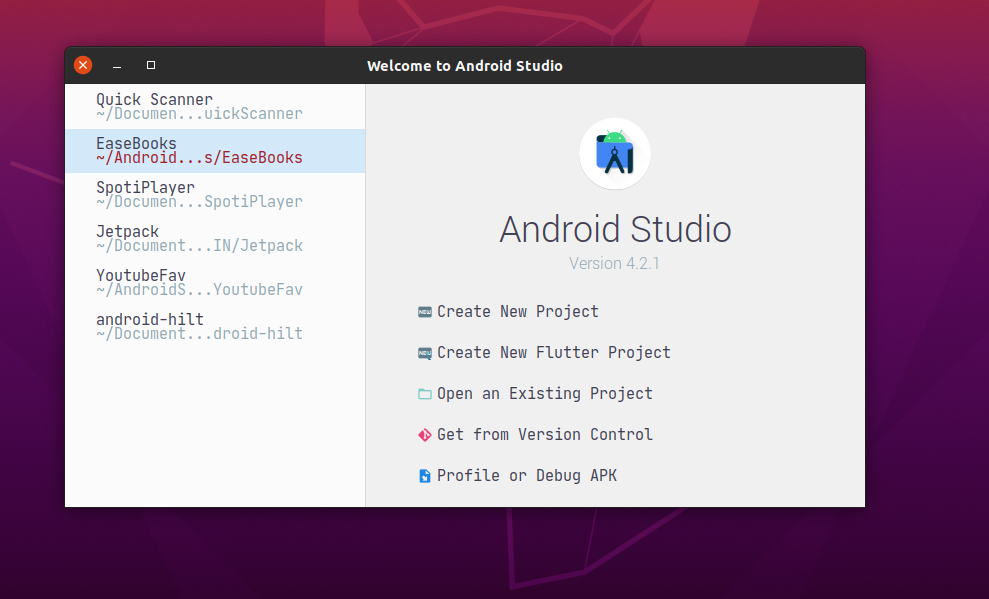 Welcome to Android Studio
Quick Scanner
~/Documen...uickScanner
EaseBooks
~/Android...s/EaseBooks
SpotiPlayer
~/Documen...SpotiPlayer
Jetpack
~/Document...IN/Jetpack
YoutubeFav
~/AndroidS...YoutubeFav
android-hilt
~/Document...droid-hilt
Android Studio
Version 4.2.1
NEW Create New Project
NEW Create New Flutter Project
Open an Existing Project
Get from Version Control
Profile or Debug APK